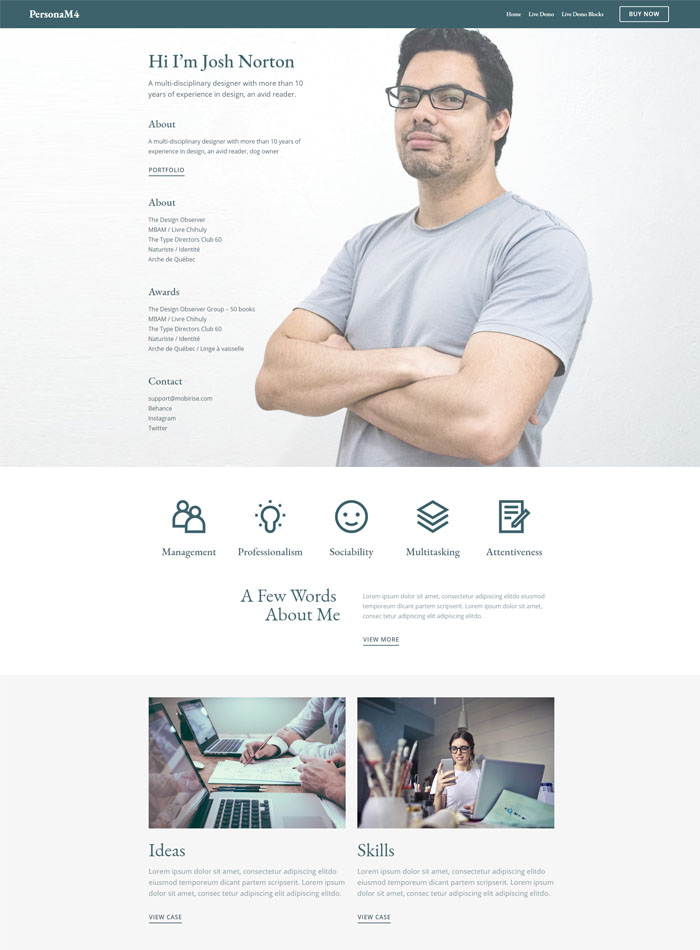 PersonaM4
Home Live Demo Live Demo Blocks BUY NOW
Hi I'm Josh Norton
A multi-disciplinary designer with more than 10
years of experience in design, an avid reader.
About
A multi-disciplinary designer with more than 10 years of
experience in design, an avid reader, dog owner
PORTFOLIO
About
The Design Observer
MBAM / Livre Chihuly
The Type Directors Club 60
Naturiste / Identité
Arche de Québec
Awards
The Design Observer Group – 50 books
MBAM / Livre Chihuly
The Type Directors Club 60
Naturiste / Identité
Arche de Québec / Linge à vaisselle
Contact
support@mobirise.com
Behance
Instagram
Twitter
Management Professionalism Sociability Multitasking Attentiveness
A Few Words
About Me
Lorem ipsum dolor sit amet, consectetur adipiscing elitdo eiusmod
temporeum dicant partem scripserit. Lorem ipsum dolor sit amet,
consec tetur adipiscing elit adipiscing elitdo.
VIEW MORE
Ideas
Lorem ipsum dolor sit amet, consectetur adipiscing elitdo
eiusmod temporeum dicant partem scripserit. Lorem ipsum
dolor sit amet, consec tetur adipiscing elit adipiscing elitdo.
VIEW CASE
Skills
Lorem ipsum dolor sit amet, consectetur adipiscing elitdo
eiusmod temporeum dicant partem scripserit. Lorem ipsum
dolor sit amet, consec tetur adipiscing elit adipiscing elitdo.
VIEW CASE